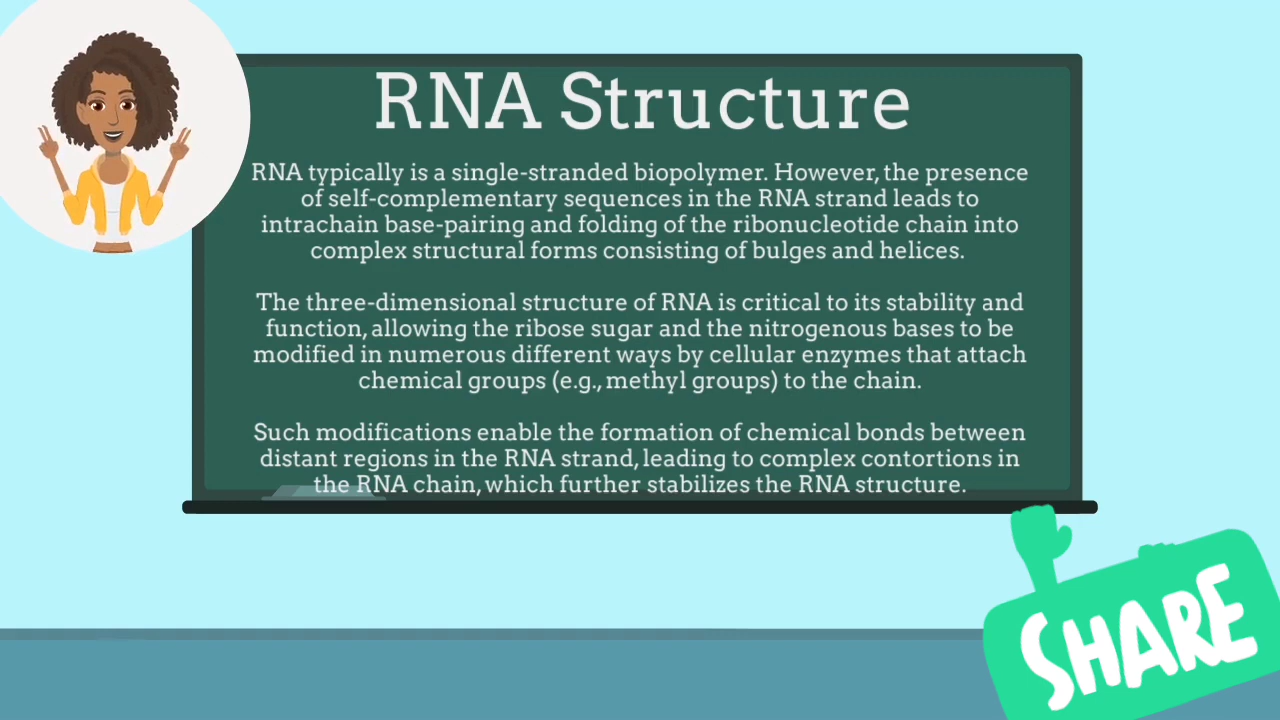 RNA Structure
RNA typically is a single-stranded biopolymer. However, the presence
of self-complementary sequences in the RNA strand leads to
intrachain base-pairing and folding of the ribonucleotide chain into
complex structural forms consisting of bulges and helices.
The three-dimensional structure of RNA is critical to its stability and
function, allowing the ribose sugar and the nitrogenous bases to be
modified in numerous different ways by cellular enzymes that attach
chemical groups (e.g., methyl groups) to the chain.
Such modifications enable the formation of chemical bonds between
distant regions in the RNA strand, leading to complex contortions in
the RNA chain, which further stabilizes the RNA structure.
SHARE